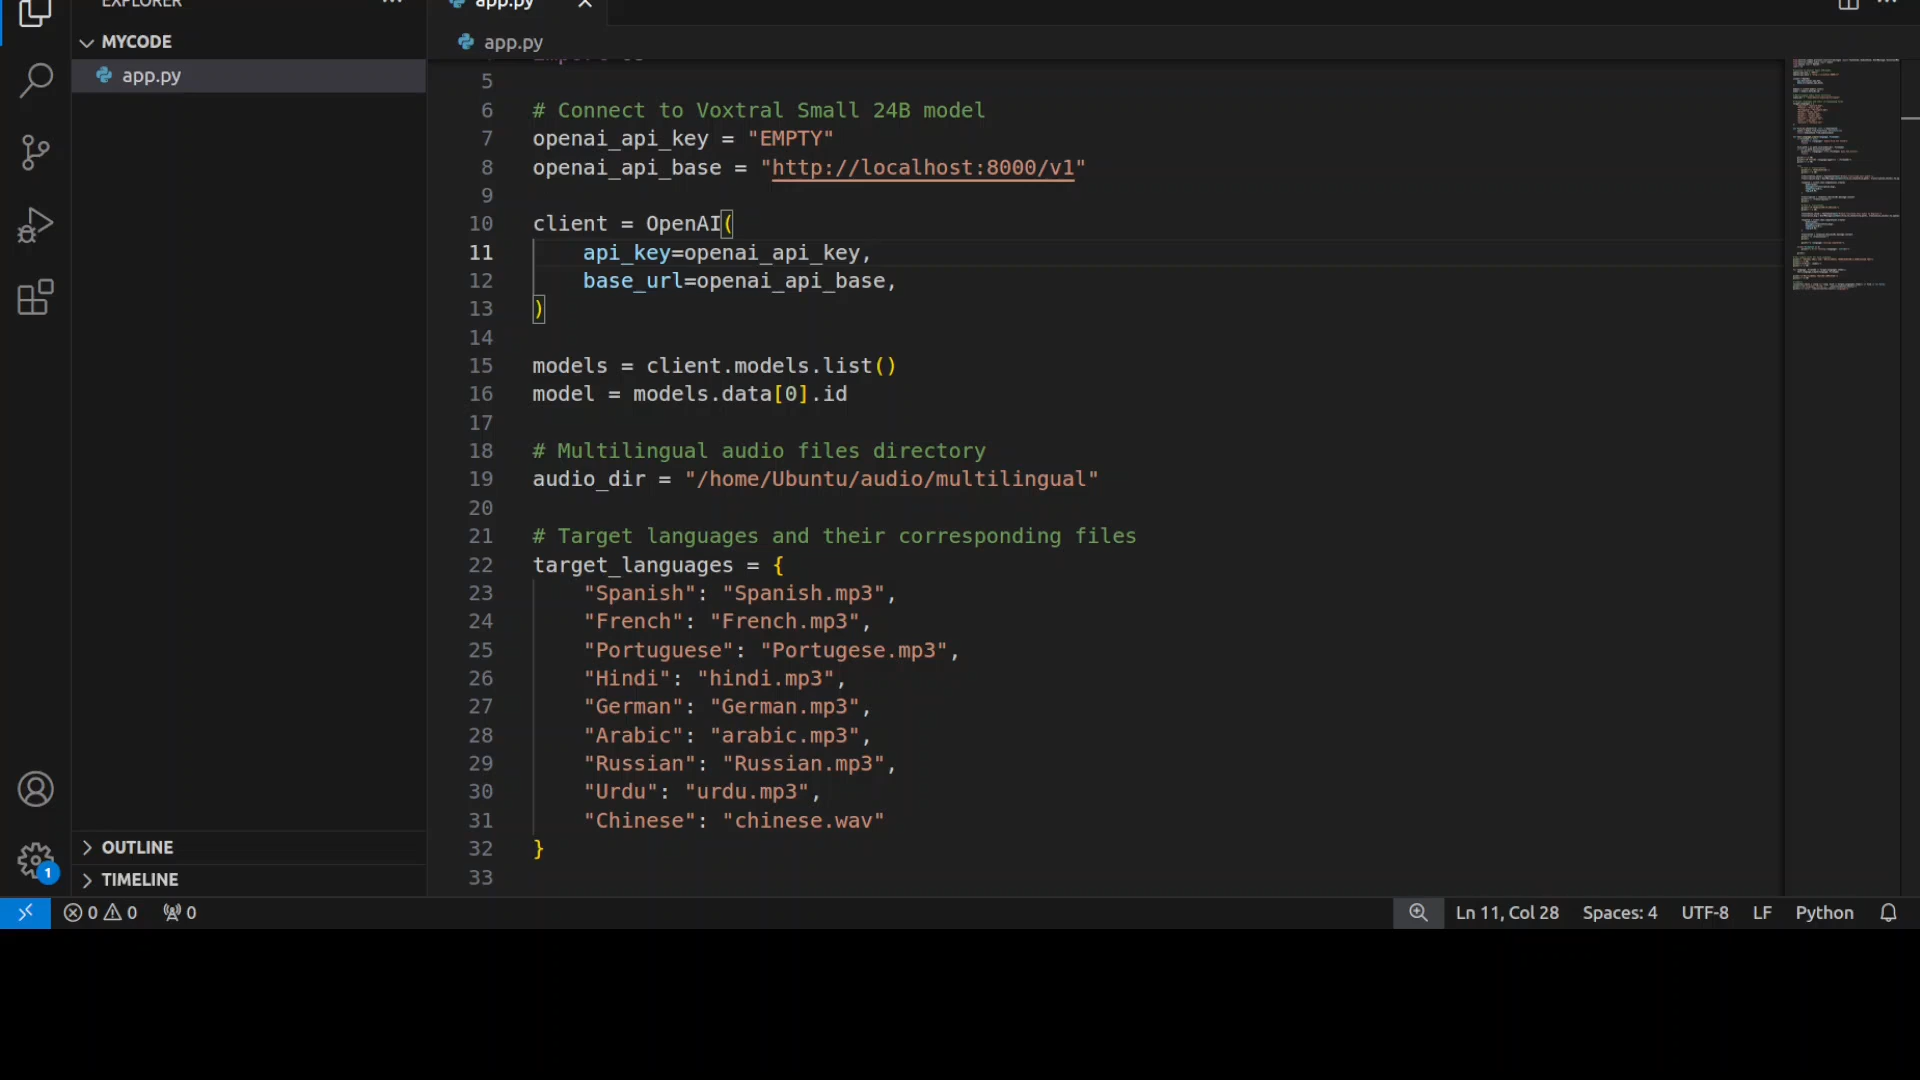 EXPLORER
app.py
MYCODE
app.py
app.py
5
6 # Connect to Voxtral Small 24B model
7 openai_api_key = "EMPTY"
8 openai_api_base = "http://localhost:8000/v1"
9
10 client = OpenAI(
11 api_key=openai_api_key,
12 base_url=openai_api_base,
13 )
14
15 models = client.models.list()
16 model = models.data[0].id
17
18 # Multilingual audio files directory
19 audio_dir = "/home/Ubuntu/audio/multilingual"
20
21 # Target languages and their corresponding files
22 target_languages = {
23 "Spanish": "Spanish.mp3",
24 "French": "French.mp3",
25 "Portuguese": "Portugese.mp3",
26 "Hindi": "hindi.mp3",
27 "German": "German.mp3",
28 "Arabic": "arabic.mp3",
29 "Russian": "Russian.mp3",
30 "Urdu": "urdu.mp3",
31 "Chinese": "chinese.wav"
32 }
33
OUTLINE
TIMELINE
1
0 0 0 Ln 11, Col 28 Spaces: 4 UTF-8 LF Python